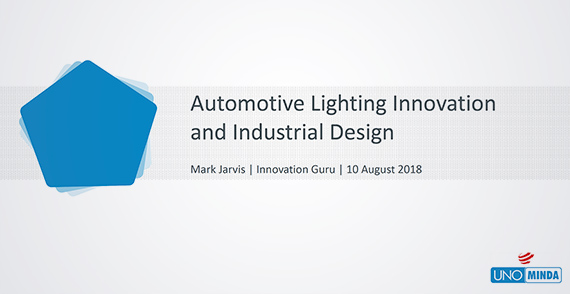 Automotive Lighting Innovation
and Industrial Design
Mark Jarvis | Innovation Guru | 10 August 2018
UNO MINDA